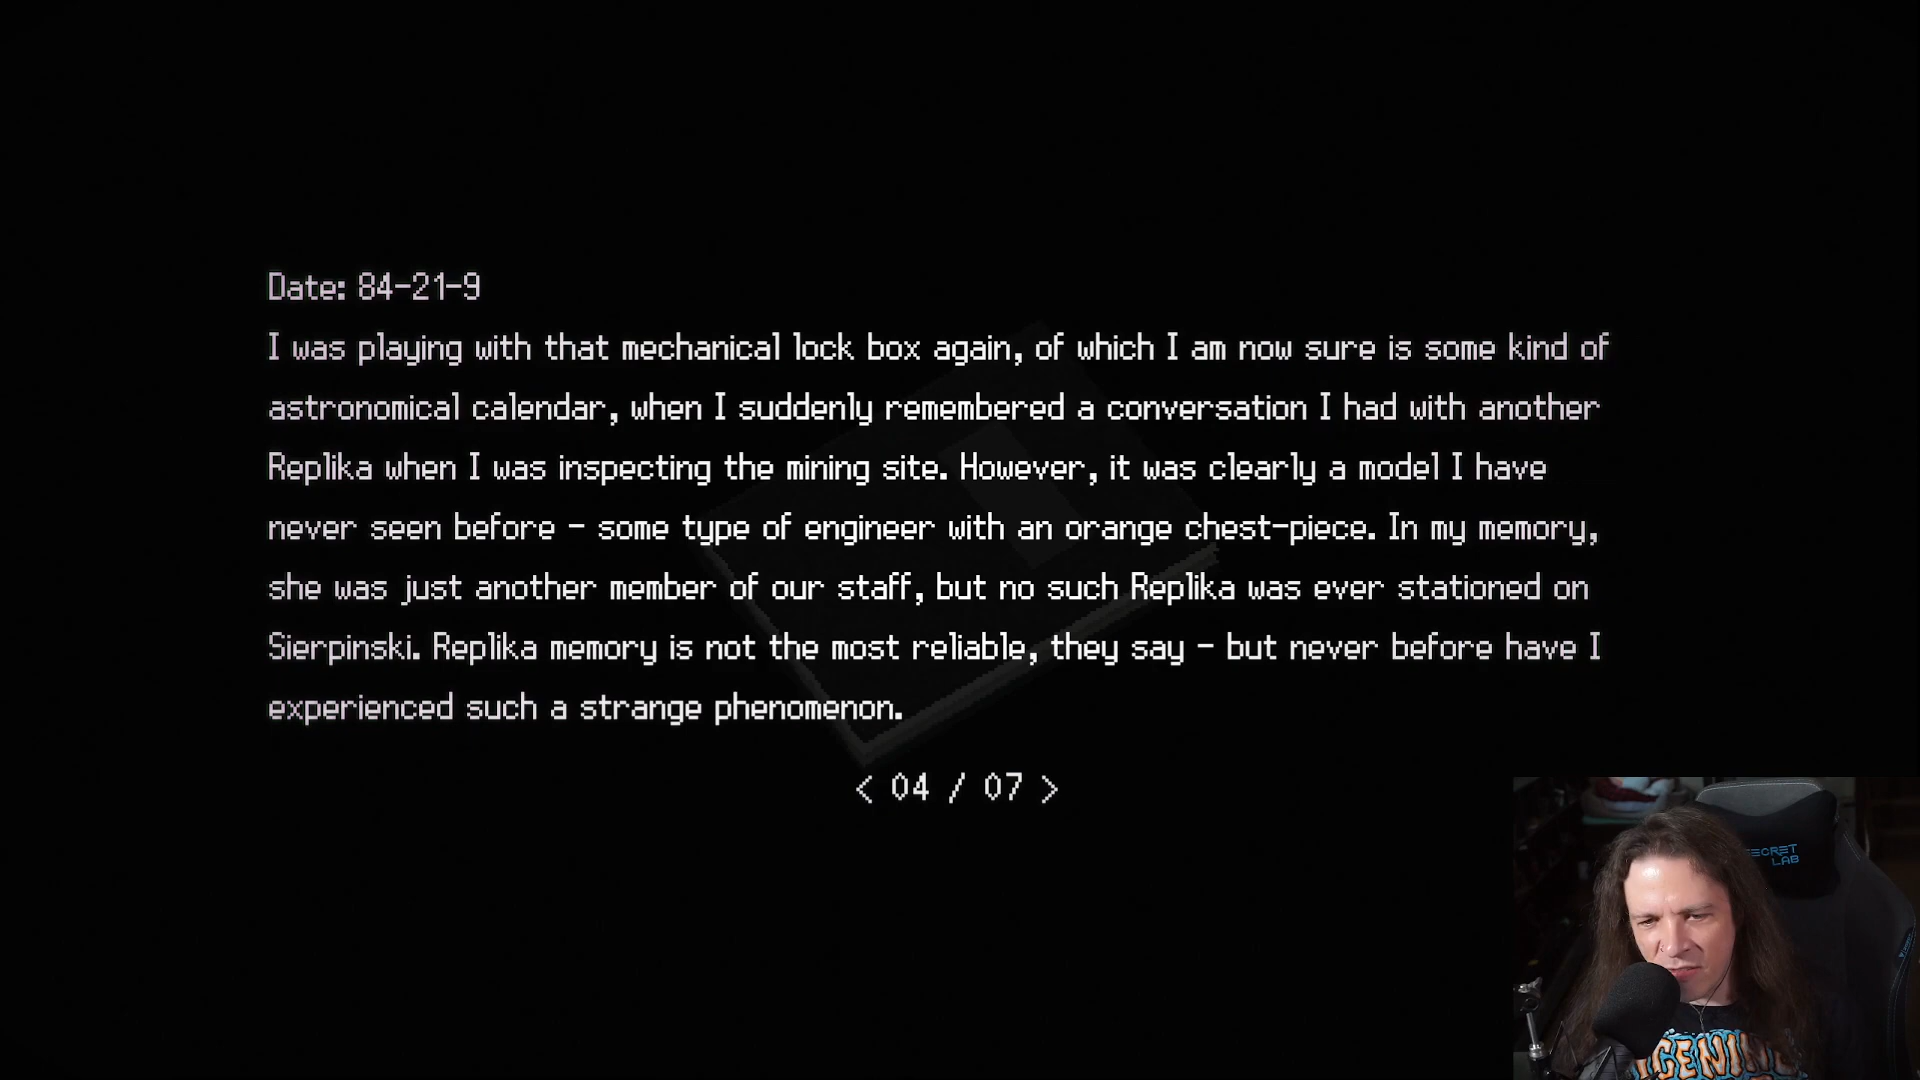 Date: 84-21-9
I was playing with that mechanical lock box again, of which I am now sure is some kind of
astronomical calendar, when I suddenly remembered a conversation I had with another
Replika when I was inspecting the mining site. However, it was clearly a model I have
never seen before - some type of engineer with an orange chest-piece. In my memory,
she was just another member of our staff, but no such Replika was ever stationed on
Sierpinski. Replika memory is not the most reliable, they say - but never before have I
experienced such a strange phenomenon.
< 04 / 07 >
SECRET
LAB